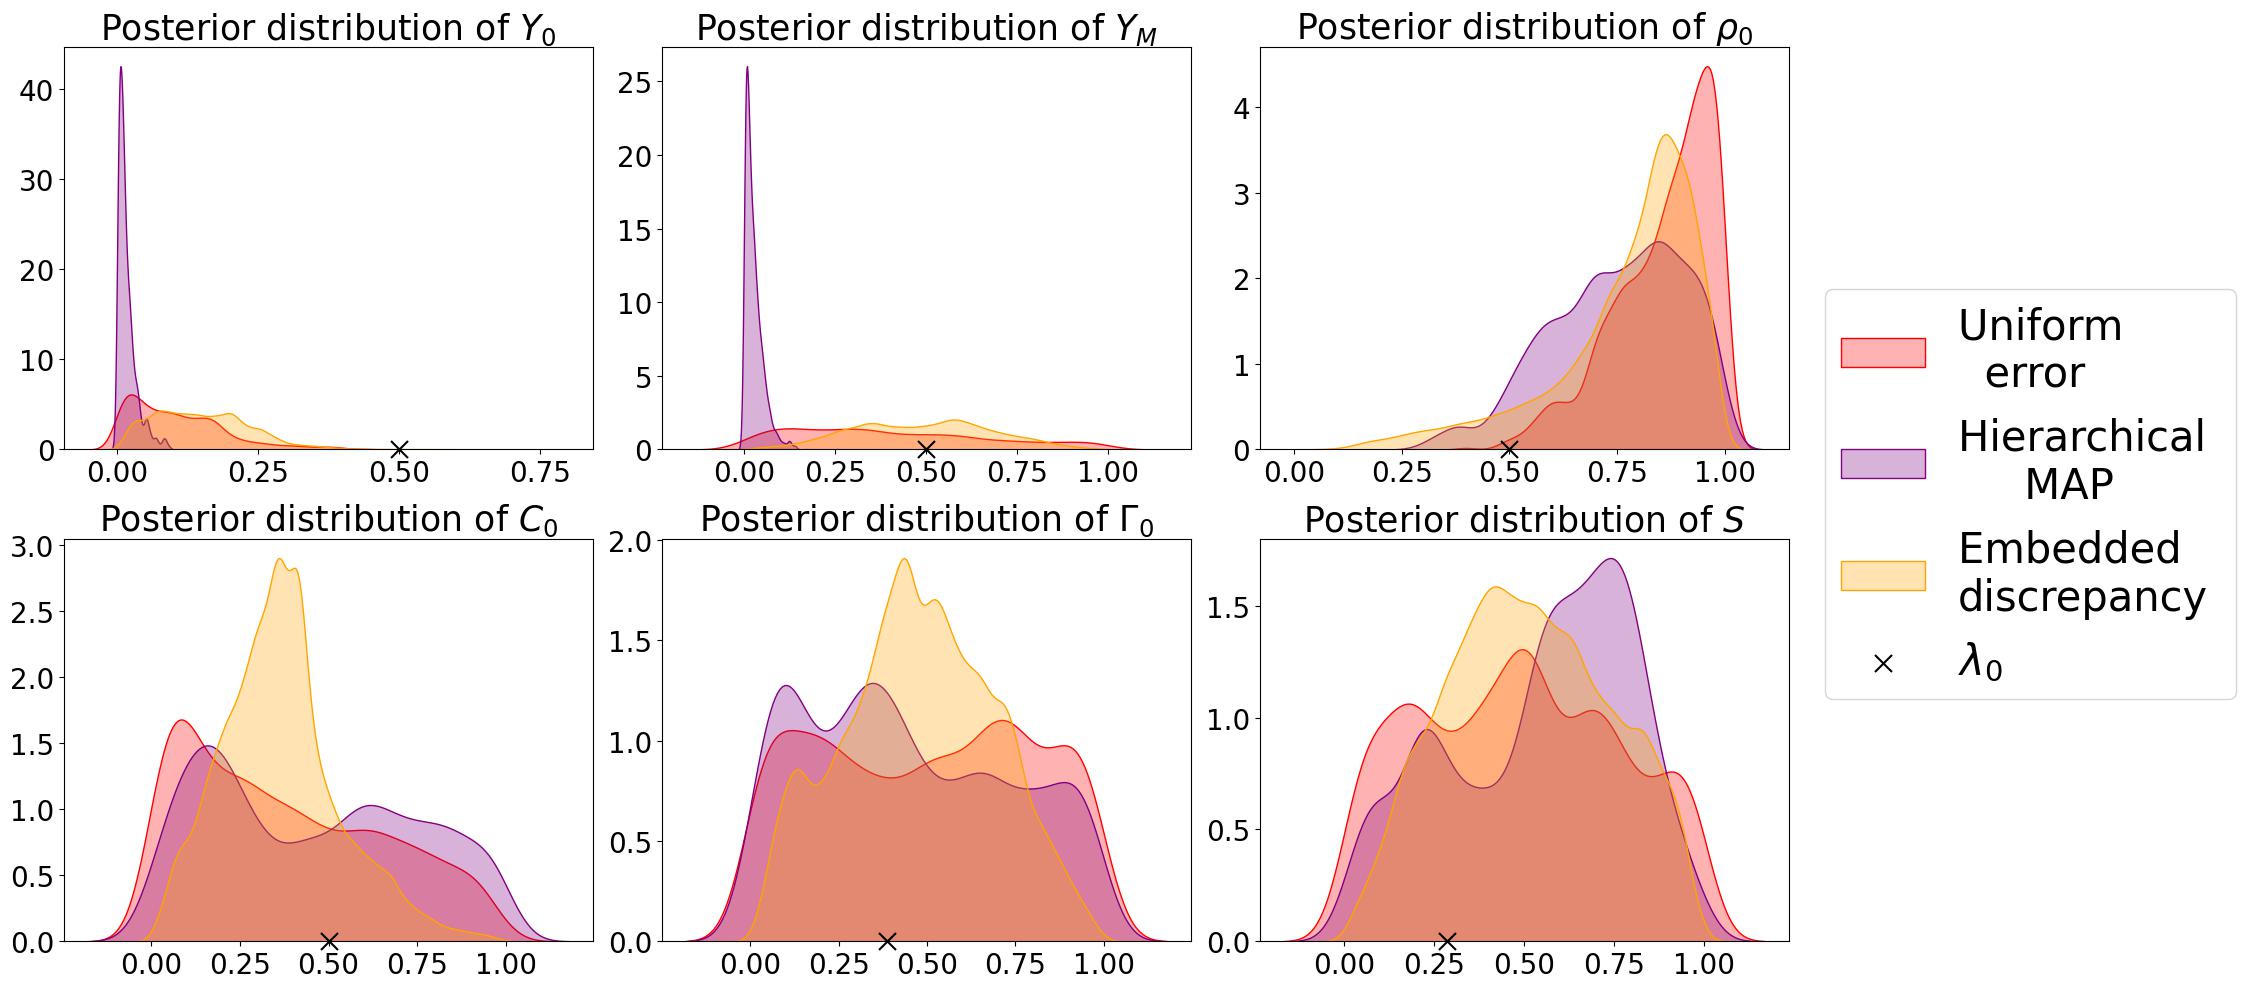 Posterior distribution of Y₀
40
30
20
10
0
0.00 0.25 0.50 0.75
Posterior distribution of Y_M
25
20
15
10
5
0
0.00 0.25 0.50 0.75 1.00
Posterior distribution of ρ₀
4
3
2
1
0
0.00 0.25 0.50 0.75 1.00
Posterior distribution of C₀
3.0
2.5
2.0
1.5
1.0
0.5
0.0
0.00 0.25 0.50 0.75 1.00
Posterior distribution of Γ₀
2.0
1.5
1.0
0.5
0.0
0.00 0.25 0.50 0.75 1.00
Posterior distribution of S
1.5
1.0
0.5
0.0
0.00 0.25 0.50 0.75 1.00
Uniform
error
Hierarchical
MAP
Embedded
discrepancy
λ₀